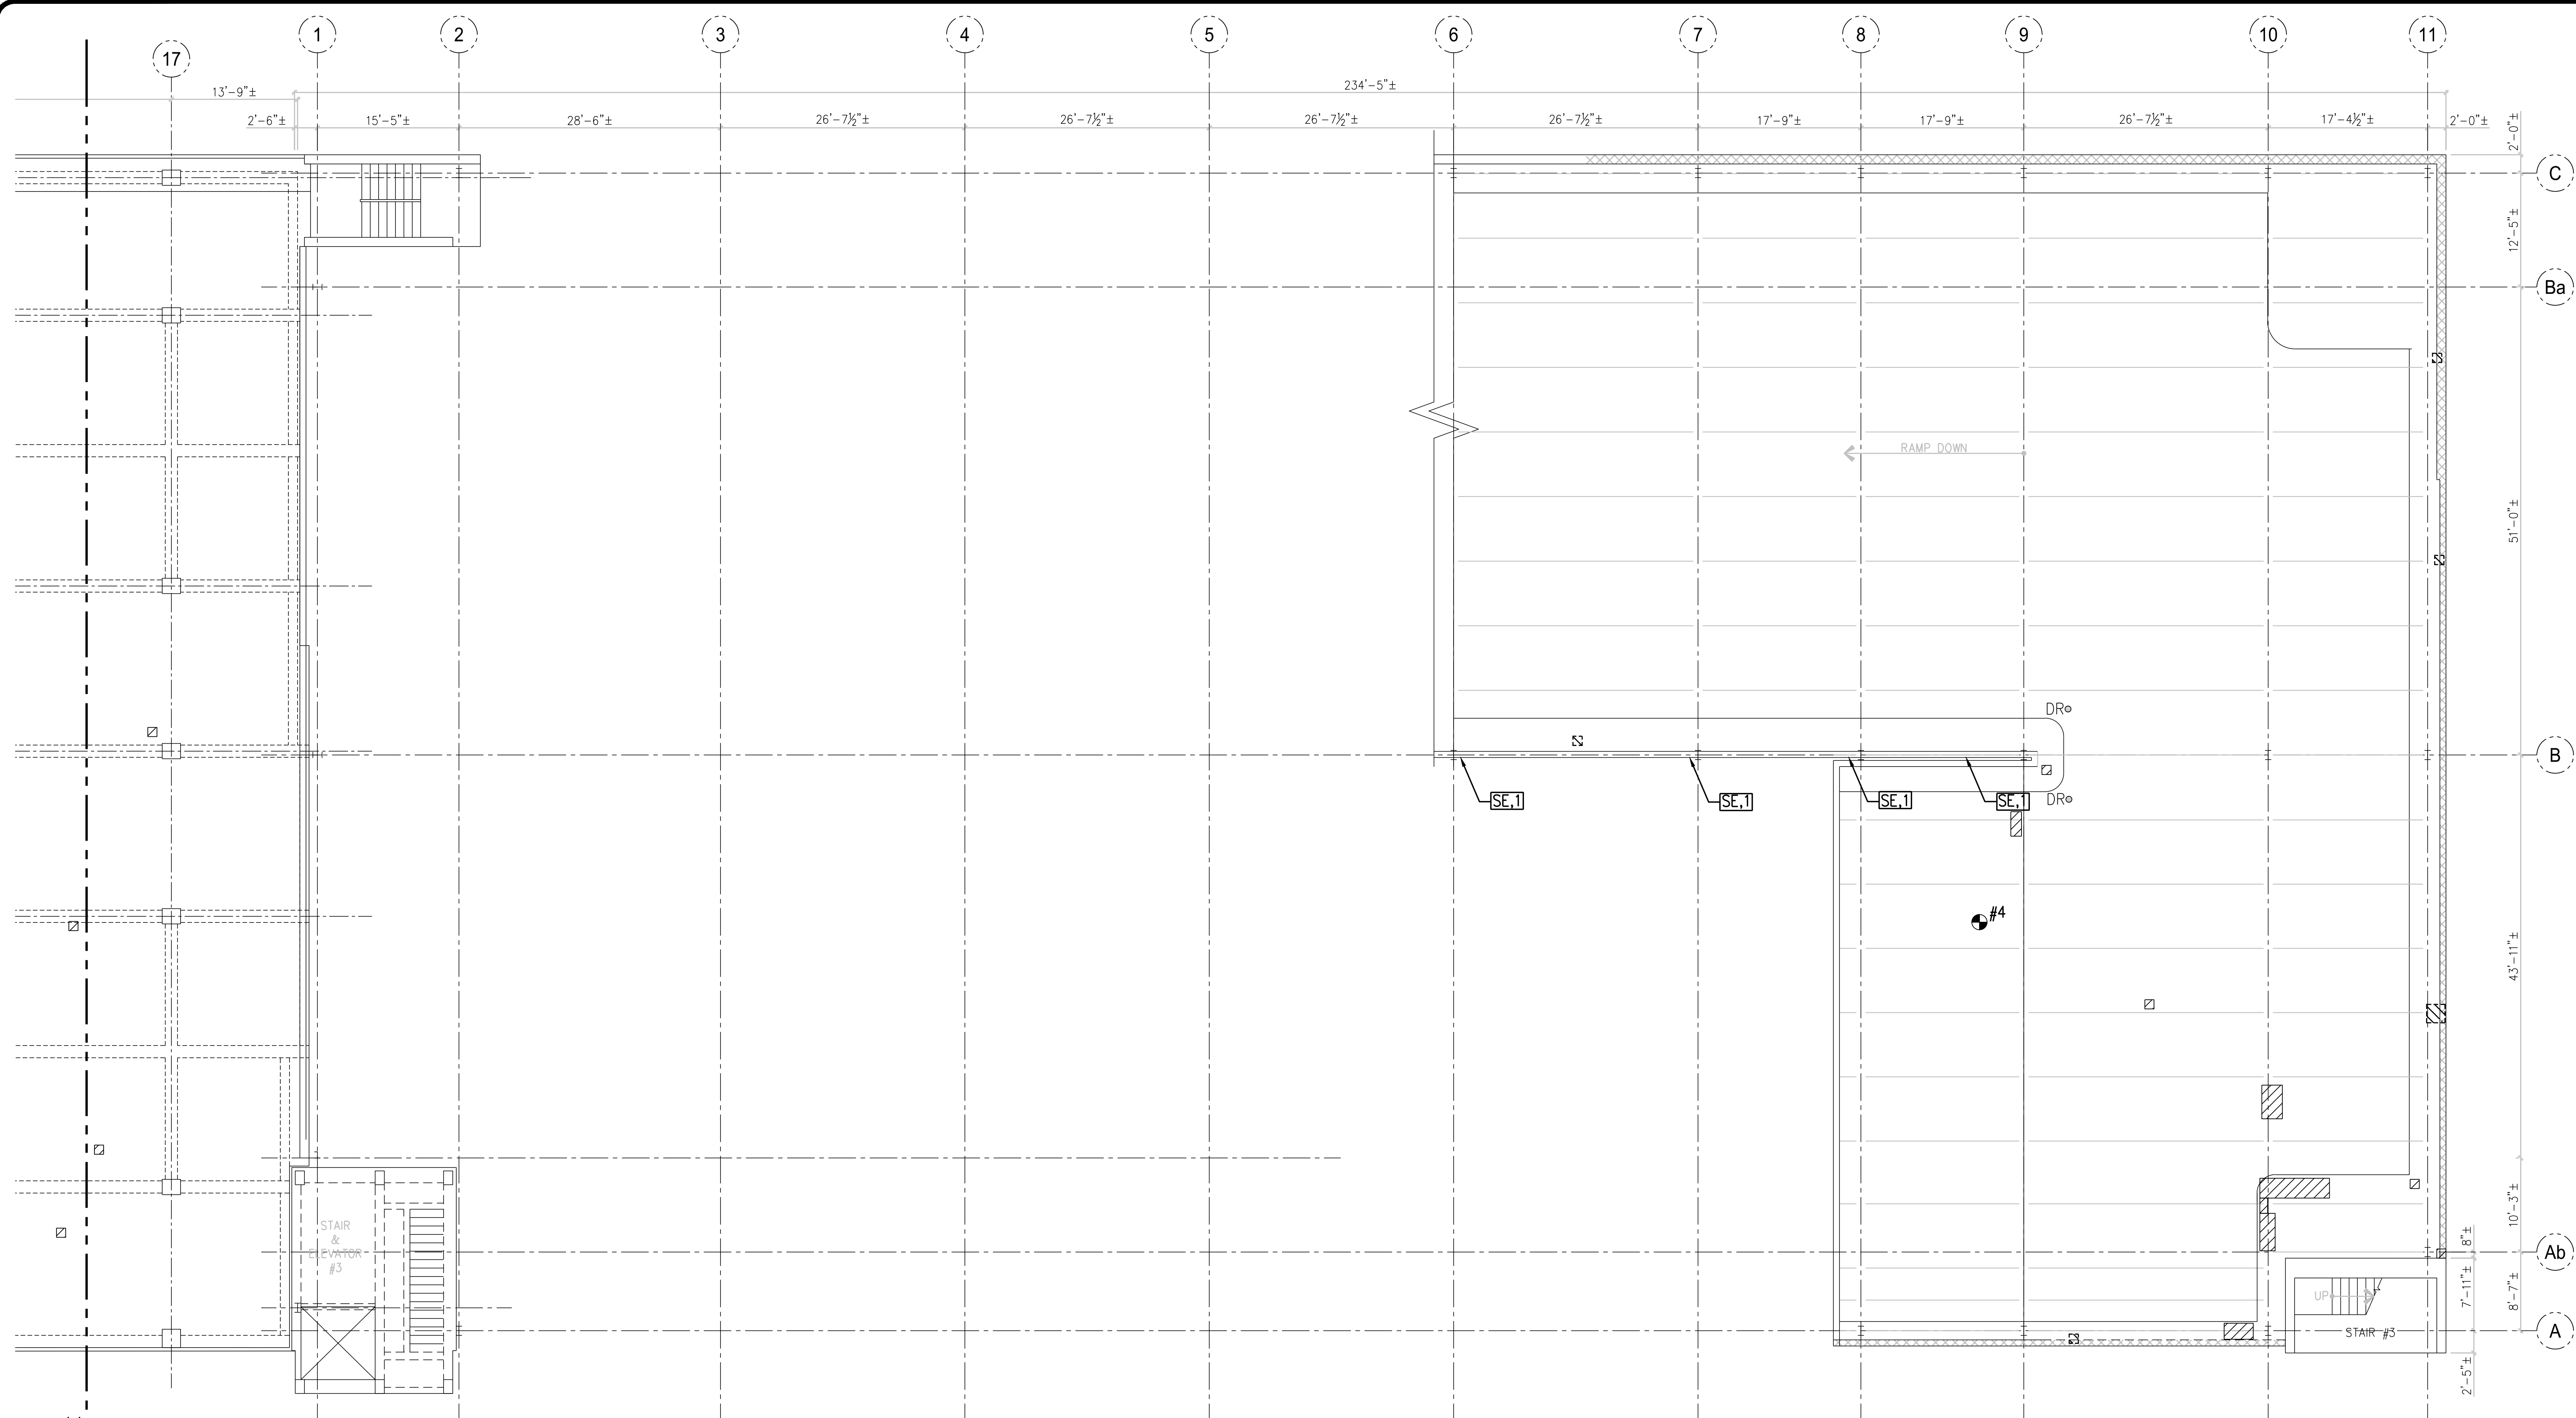 17
1
2
3
4
5
6
7
8
9
10
11
13'-9"±
234'-5"±
2'-6"±
15'-5"±
28'-6"±
26'-7½"±
26'-7½"±
26'-7½"±
26'-7½"±
17'-9"±
17'-9"±
26'-7½"±
17'-4½"±
2'-0"±
2'-0"±
C
12'-5"±
Ba
RAMP DOWN
51'-0"±
DR
B
SE,1
SE,1
SE,1
SE,1
DR
#4
43'-11"±
STAIR
&
ELEVATOR
#3
10'-3"±
8"±
Ab
7'-11"±
8'-7"±
UP
STAIR #3
A
2'-5"±